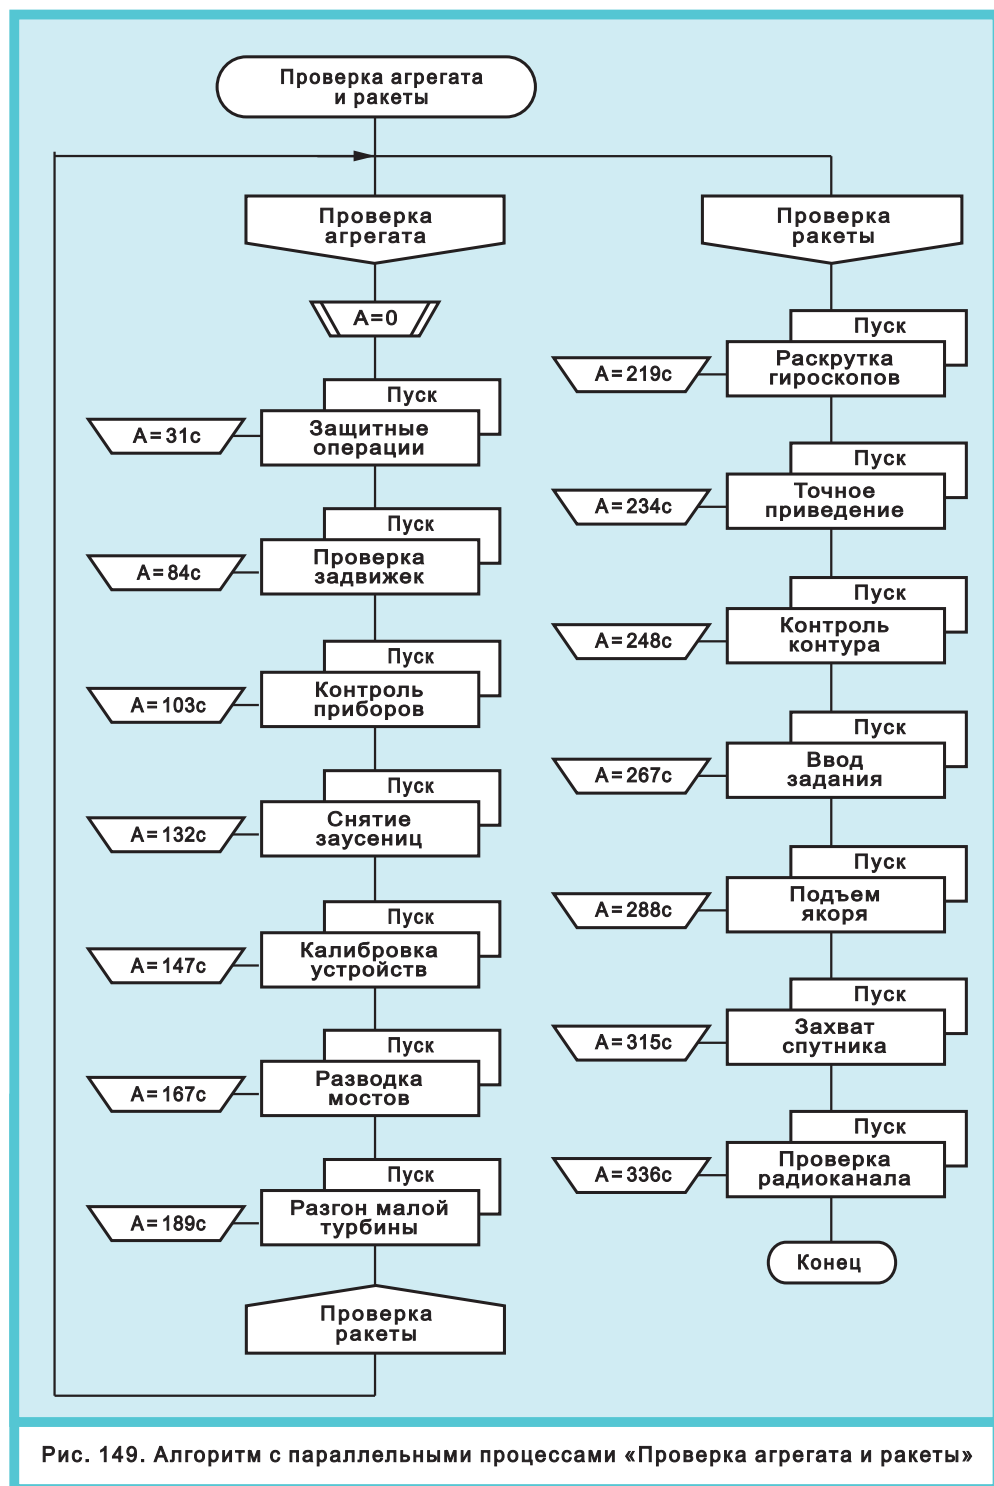 Проверка агрегата
и ракеты
Проверка
агрегата
А=0
Пуск
А=31с
Защитные
операции
Пуск
А=84с
Проверка
задвижек
Пуск
А=103с
Контроль
приборов
Пуск
А=132с
Снятие
заусениц
Пуск
А=147с
Калибровка
устройств
Пуск
А=167с
Разводка
мостов
Пуск
А=189с
Разгон малой
турбины
Проверка
ракеты
Проверка
ракеты
Пуск
А=219с
Раскрутка
гироскопов
Пуск
А=234с
Точное
приведение
Пуск
А=248с
Контроль
контура
Пуск
А=267с
Ввод
задания
Пуск
А=288с
Подъем
якоря
Пуск
А=315с
Захват
спутника
Пуск
А=336с
Проверка
радиоканала
Конец
Рис. 149. Алгоритм с параллельными процессами «Проверка агрегата и ракеты»